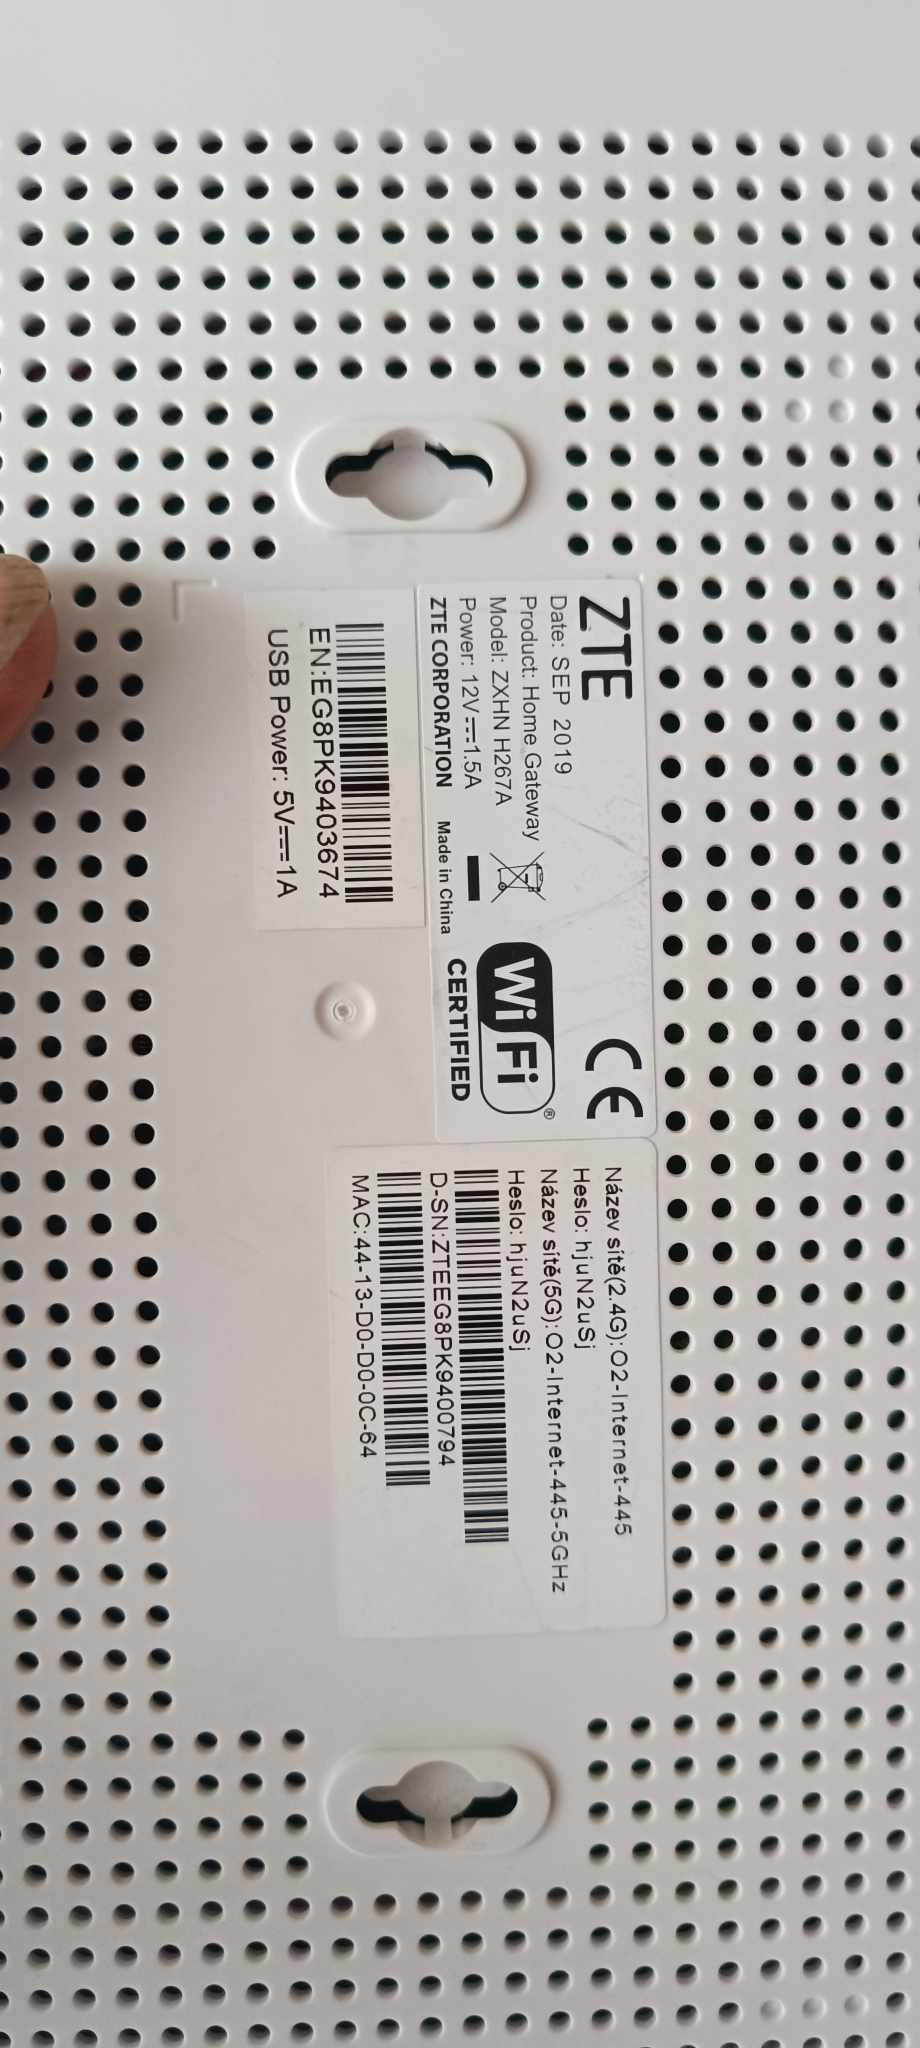 ZTE
CE
Date: SEP 2019
Product: Home Gateway
Model: ZXHN H267A
Power: 12V⎓1.5A
ZTE CORPORATION Made in China
Wi Fi®
CERTIFIED
EN:EG8PK9403674
USB Power: 5V⎓1A
Název sítě(2.4G):O2-Internet-445
Heslo: hjuN2uSj
Název sítě(5G):O2-Internet-445-5GHz
Heslo: hjuN2uSj
D-SN:ZTEEG8PK9400794
MAC:44-13-D0-D0-0C-64